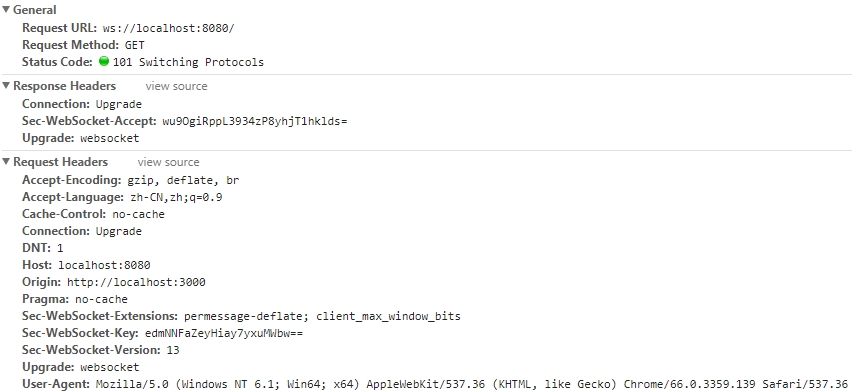 General
Request URL: ws://localhost:8080/
Request Method: GET
Status Code: 101 Switching Protocols
Response Headers view source
Connection: Upgrade
Sec-WebSocket-Accept: wu9OgiRppL3934zP8yhjT1hklds=
Upgrade: websocket
Request Headers view source
Accept-Encoding: gzip, deflate, br
Accept-Language: zh-CN,zh;q=0.9
Cache-Control: no-cache
Connection: Upgrade
DNT: 1
Host: localhost:8080
Origin: http://localhost:3000
Pragma: no-cache
Sec-WebSocket-Extensions: permessage-deflate; client_max_window_bits
Sec-WebSocket-Key: edmNNFaZeyHiay7yxuMWbw==
Sec-WebSocket-Version: 13
Upgrade: websocket
User-Agent: Mozilla/5.0 (Windows NT 6.1; Win64; x64) AppleWebKit/537.36 (KHTML, like Gecko) Chrome/66.0.3359.139 Safari/537.36